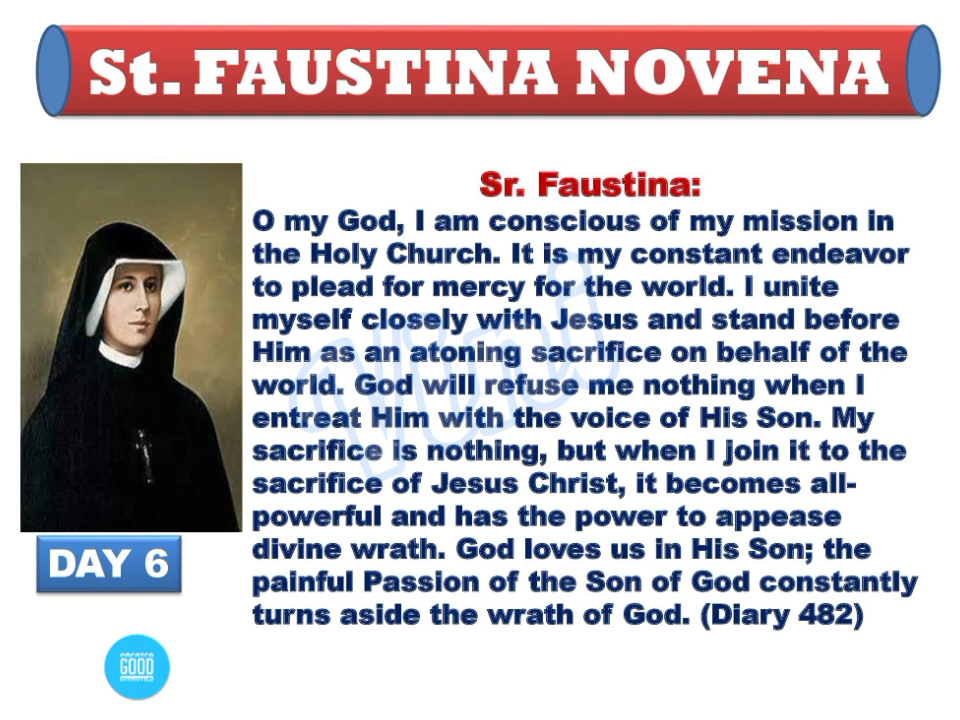 St. FAUSTINA NOVENA
Sr. Faustina:
O my God, I am conscious of my mission in
the Holy Church. It is my constant endeavor
to plead for mercy for the world. I unite
myself closely with Jesus and stand before
Him as an atoning sacrifice on behalf of the
world. God will refuse me nothing when I
entreat Him with the voice of His Son. My
sacrifice is nothing, but when I join it to the
sacrifice of Jesus Christ, it becomes all-
powerful and has the power to appease
divine wrath. God loves us in His Son; the
painful Passion of the Son of God constantly
turns aside the wrath of God. (Diary 482)
Vini
DAY 6
GREATER
GOOD